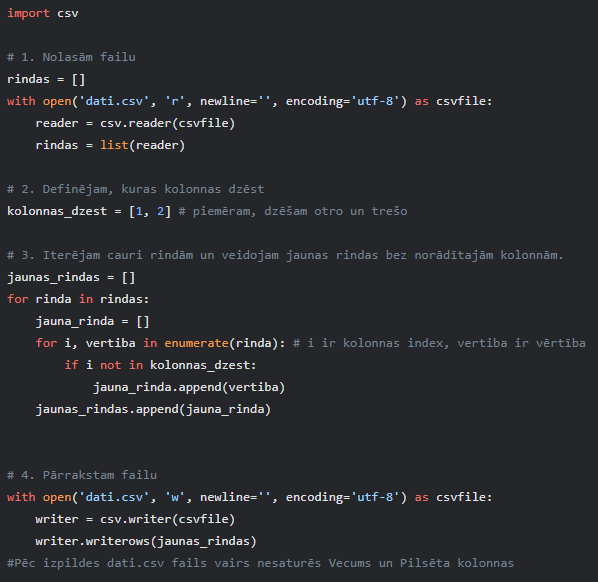 import csv
# 1. Nolasām failu
rindas = []
with open('dati.csv', 'r', newline='', encoding='utf-8') as csvfile:
    reader = csv.reader(csvfile)
    rindas = list(reader)
# 2. Definējam, kuras kolonnas dzēst
kolonnas_dzest = [1, 2] # piemēram, dzēšam otro un trešo
# 3. Iterējam cauri rindām un veidojam jaunas rindas bez norādītajām kolonnām.
jaunas_rindas = []
for rinda in rindas:
    jauna_rinda = []
    for i, vertiba in enumerate(rinda): # i ir kolonnas index, vertiba ir vērtība
        if i not in kolonnas_dzest:
            jauna_rinda.append(vertiba)
    jaunas_rindas.append(jauna_rinda)
# 4. Pārrakstam failu
with open('dati.csv', 'w', newline='', encoding='utf-8') as csvfile:
    writer = csv.writer(csvfile)
    writer.writerows(jaunas_rindas)
#Pēc izpildes dati.csv fails vairs nesaturēs Vecums un Pilsēta kolonnas